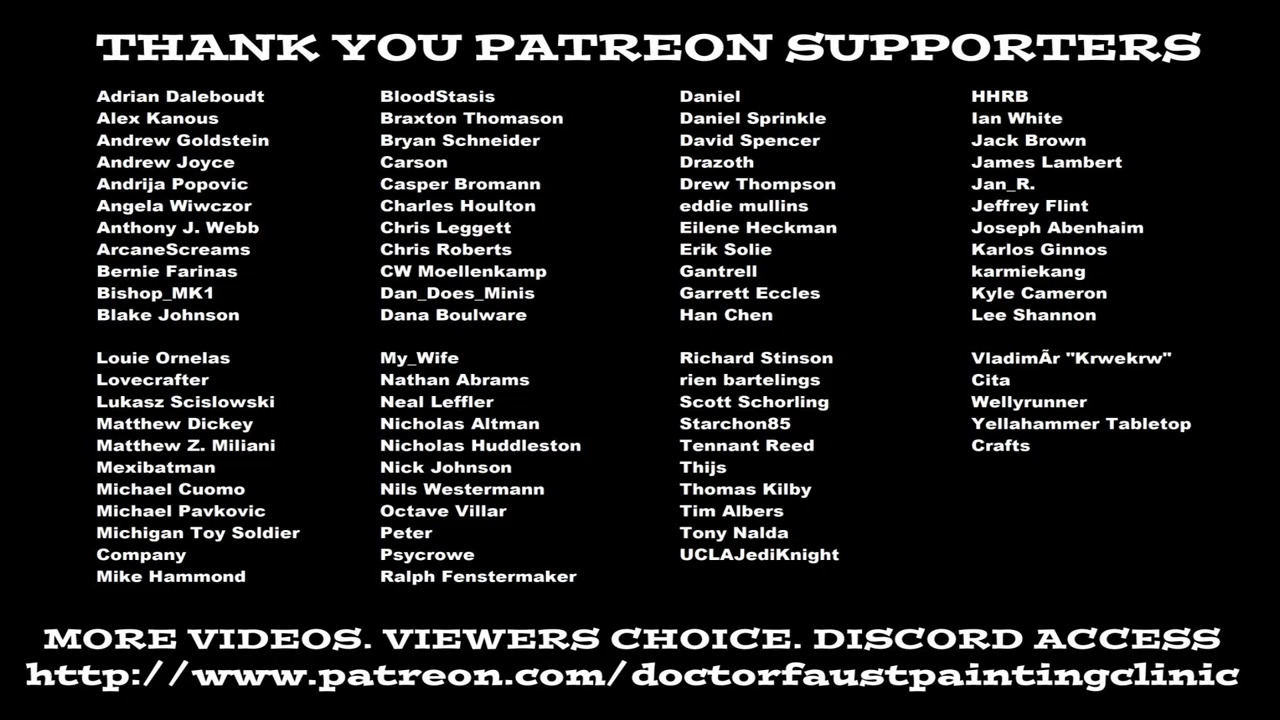 THANK YOU PATREON SUPPORTERS
Adrian Daleboudt
Alex Kanous
Andrew Goldstein
Andrew Joyce
Andrija Popovic
Angela Wiwczor
Anthony J. Webb
ArcaneScreams
Bernie Farinas
Bishop_MK1
Blake Johnson
BloodStasis
Braxton Thomason
Bryan Schneider
Carson
Casper Bromann
Charles Houlton
Chris Leggett
Chris Roberts
CW Moellenkamp
Dan_Does_Minis
Dana Boulware
Daniel
Daniel Sprinkle
David Spencer
Drazoth
Drew Thompson
eddie mullins
Eilene Heckman
Erik Solie
Gantrell
Garrett Eccles
Han Chen
HHRB
Ian White
Jack Brown
James Lambert
Jan_R.
Jeffrey Flint
Joseph Abenhaim
Karlos Ginnos
karmiekang
Kyle Cameron
Lee Shannon
Louie Ornelas
Lovecrafter
Lukasz Scislowski
Matthew Dickey
Matthew Z. Miliani
Mexibatman
Michael Cuomo
Michael Pavkovic
Michigan Toy Soldier
Company
Mike Hammond
My_Wife
Nathan Abrams
Neal Leffler
Nicholas Altman
Nicholas Huddleston
Nick Johnson
Nils Westermann
Octave Villar
Peter
Psycrowe
Ralph Fenstermaker
Richard Stinson
rien bartelings
Scott Schorling
Starchon85
Tennant Reed
Thijs
Thomas Kilby
Tim Albers
Tony Nalda
UCLAJediKnight
VladimÃr "Krwekrw"
Cita
Wellyrunner
Yellahammer Tabletop
Crafts
MORE VIDEOS. VIEWERS CHOICE. DISCORD ACCESS
http://www.patreon.com/doctorfaustpaintingclinic